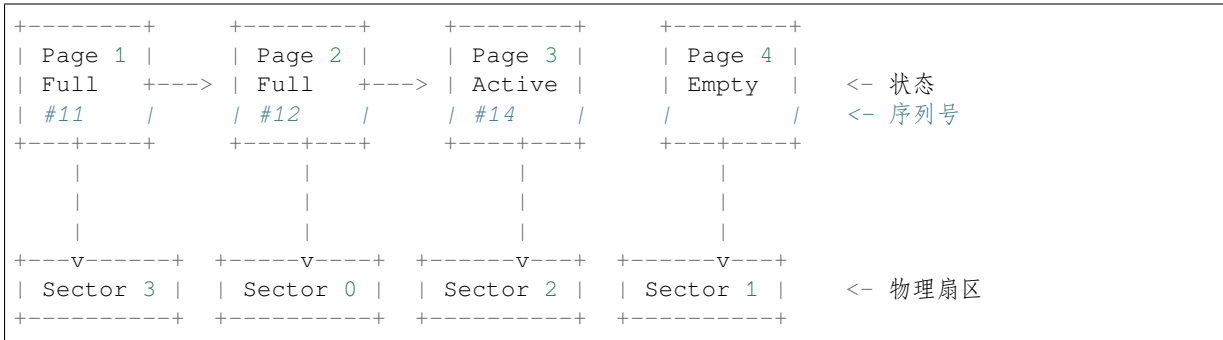 +--------+     +--------+     +--------+     +--------+
| Page 1 |     | Page 2 |     | Page 3 |     | Page 4 |
| Full   +---> | Full   +---> | Active |     | Empty  |   <- 状态
| #11    |     | #12    |     | #14    |     |        |   <- 序列号
+---+----+     +----+---+     +----+---+     +---+----+
    |               |              |             |
    |               |              |             |
    |               |              |             |
+---v------+  +-----v----+  +------v---+  +------v---+
| Sector 3 |  | Sector 0 |  | Sector 2 |  | Sector 1 |   <- 物理扇区
+----------+  +----------+  +----------+  +----------+